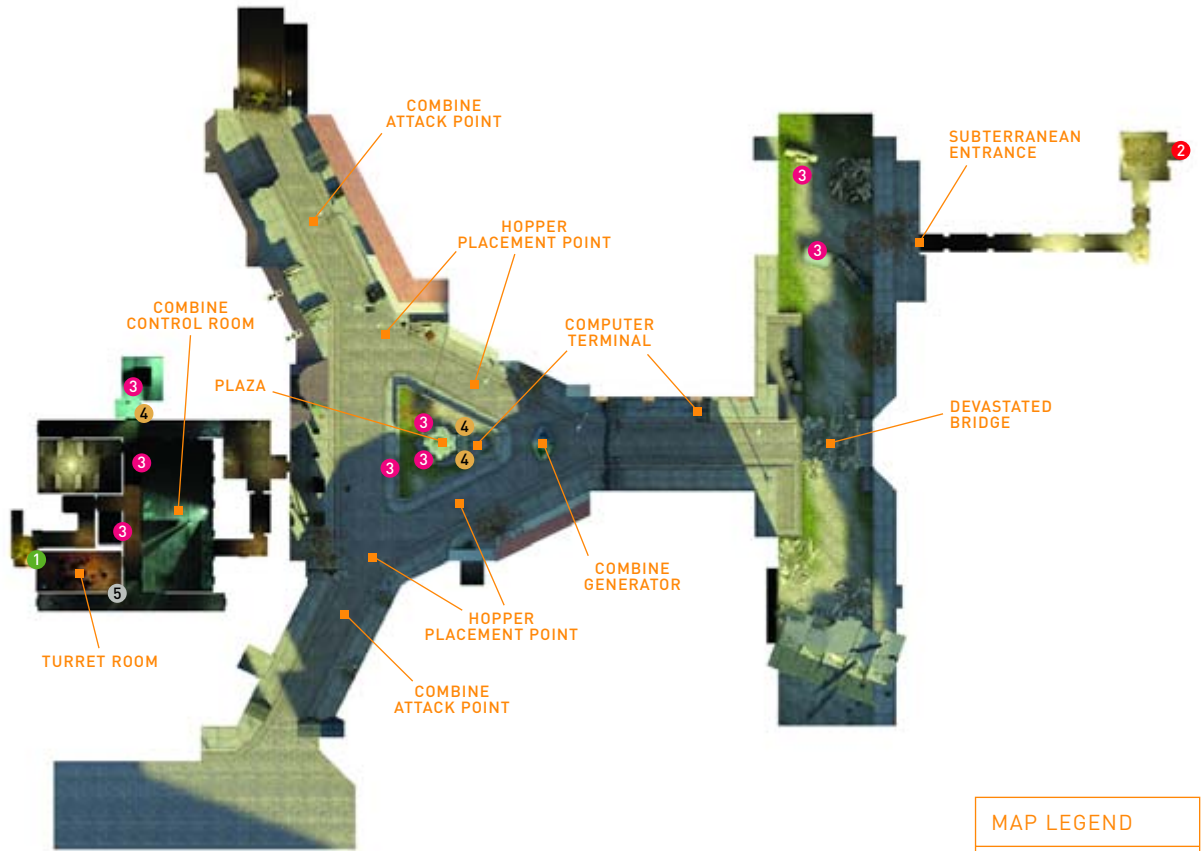 COMBINE
ATTACK POINT
SUBTERRANEAN
ENTRANCE
2
3
HOPPER
PLACEMENT POINT
3
COMBINE
CONTROL ROOM
COMPUTER
TERMINAL
PLAZA
3
4
3
4
3
4
3
3
DEVASTATED
BRIDGE
3
1
5
COMBINE
GENERATOR
HOPPER
PLACEMENT POINT
TURRET ROOM
COMBINE
ATTACK POINT
MAP LEGEND